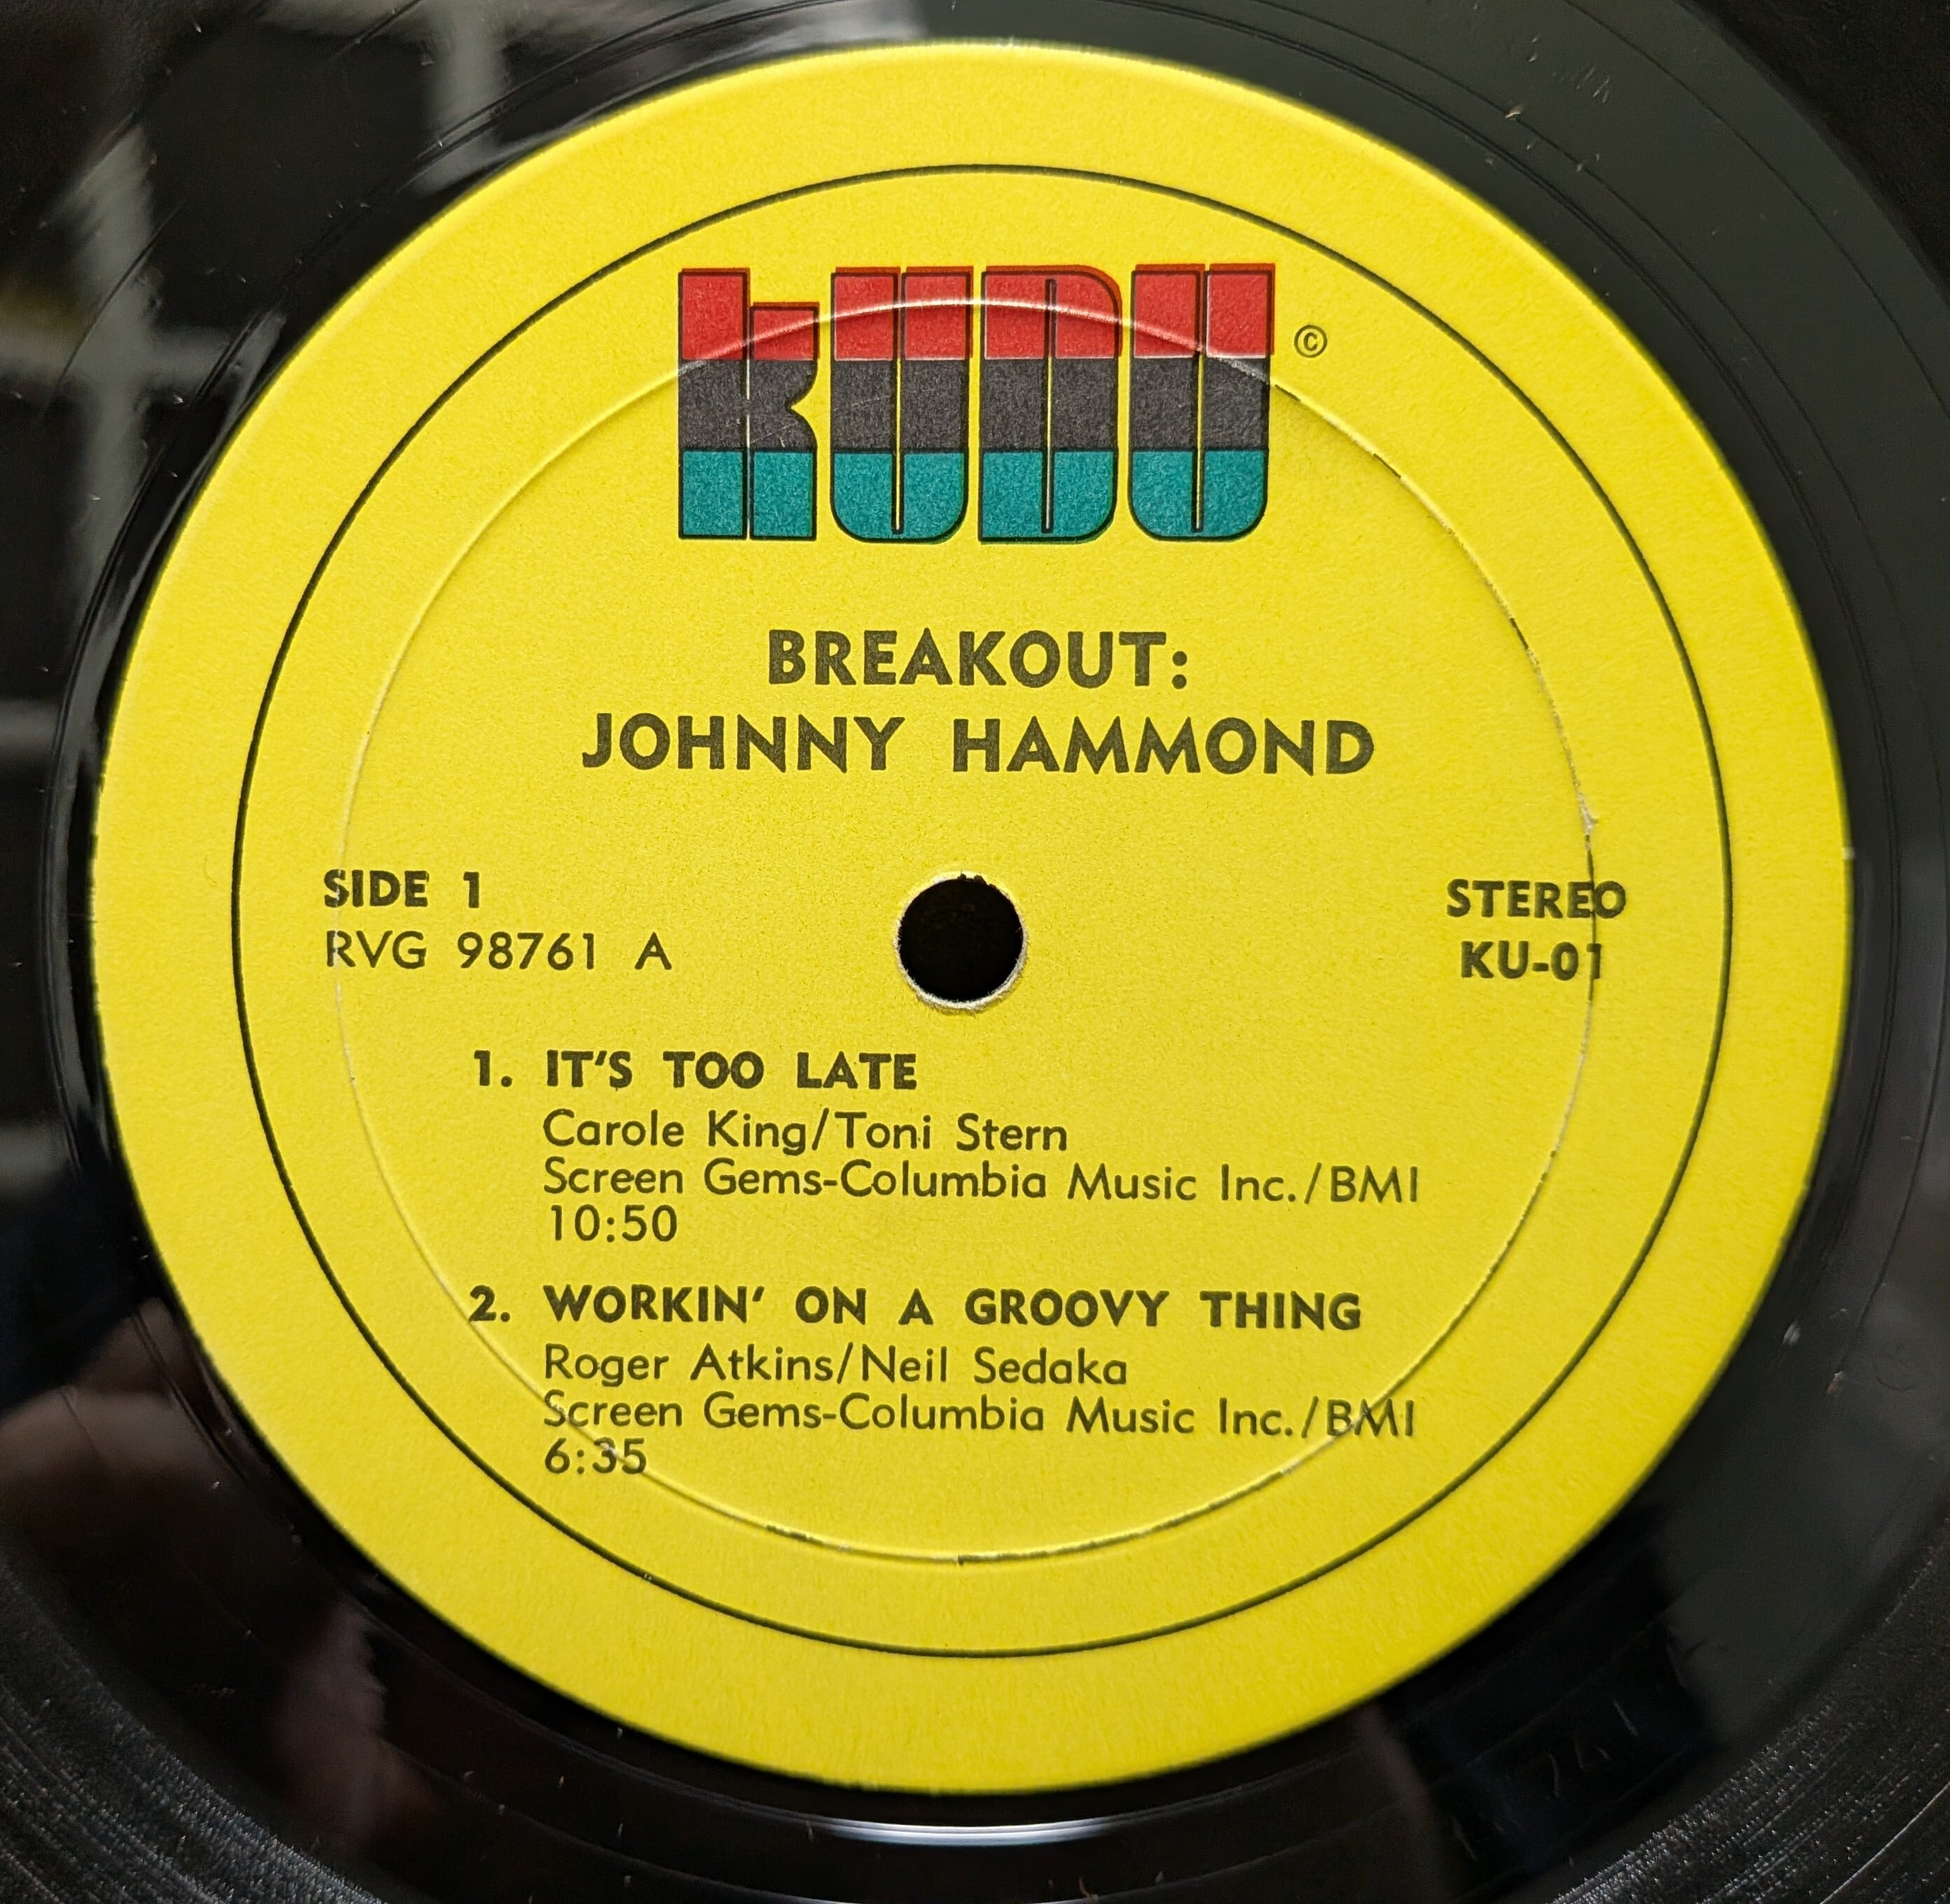 KUDU ©
BREAKOUT:
JOHNNY HAMMOND
SIDE 1
RVG 98761 A
STEREO
KU-01
1. IT'S TOO LATE
Carole King/Toni Stern
Screen Gems-Columbia Music Inc./BMI
10:50
2. WORKIN' ON A GROOVY THING
Roger Atkins/Neil Sedaka
Screen Gems-Columbia Music Inc./BMI
6:35